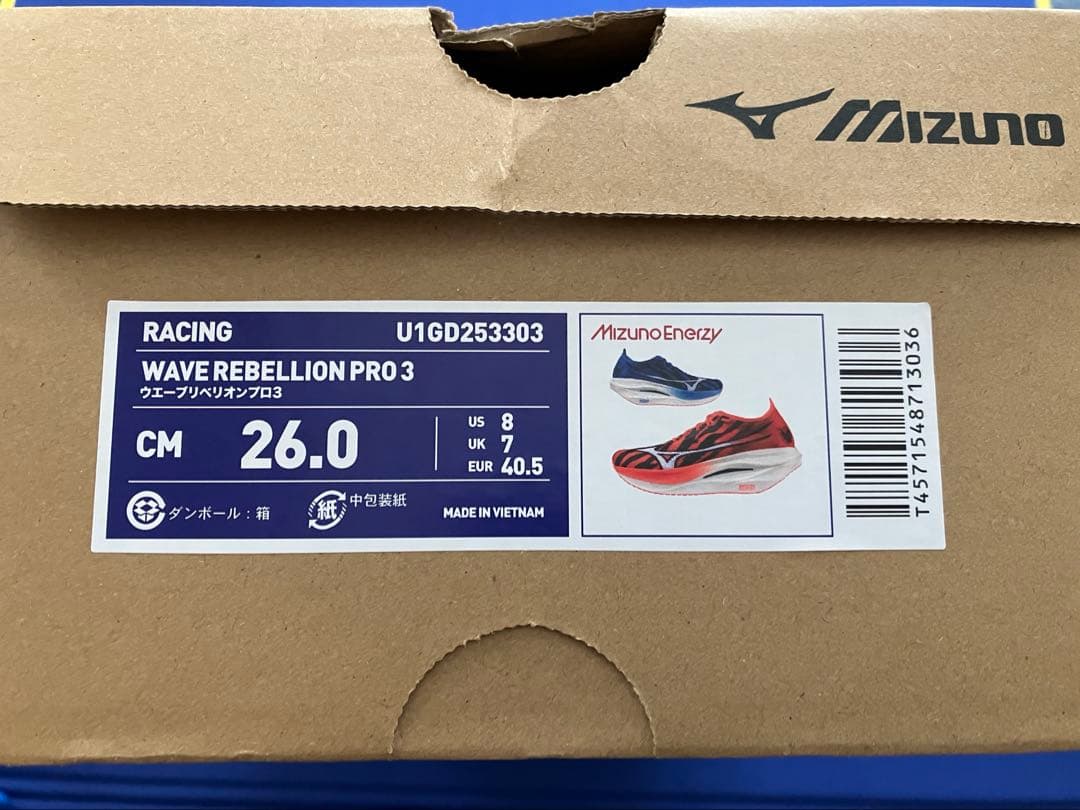 MIZUNO
RACING U1GD253303
WAVE REBELLION PRO 3
ウエーブリベリオンプロ3
CM 26.0
US 8
UK 7
EUR 40.5
ダンボール:箱
紙 中包装紙
MADE IN VIETNAM
MIZUNO ENERZY
T4571548713036